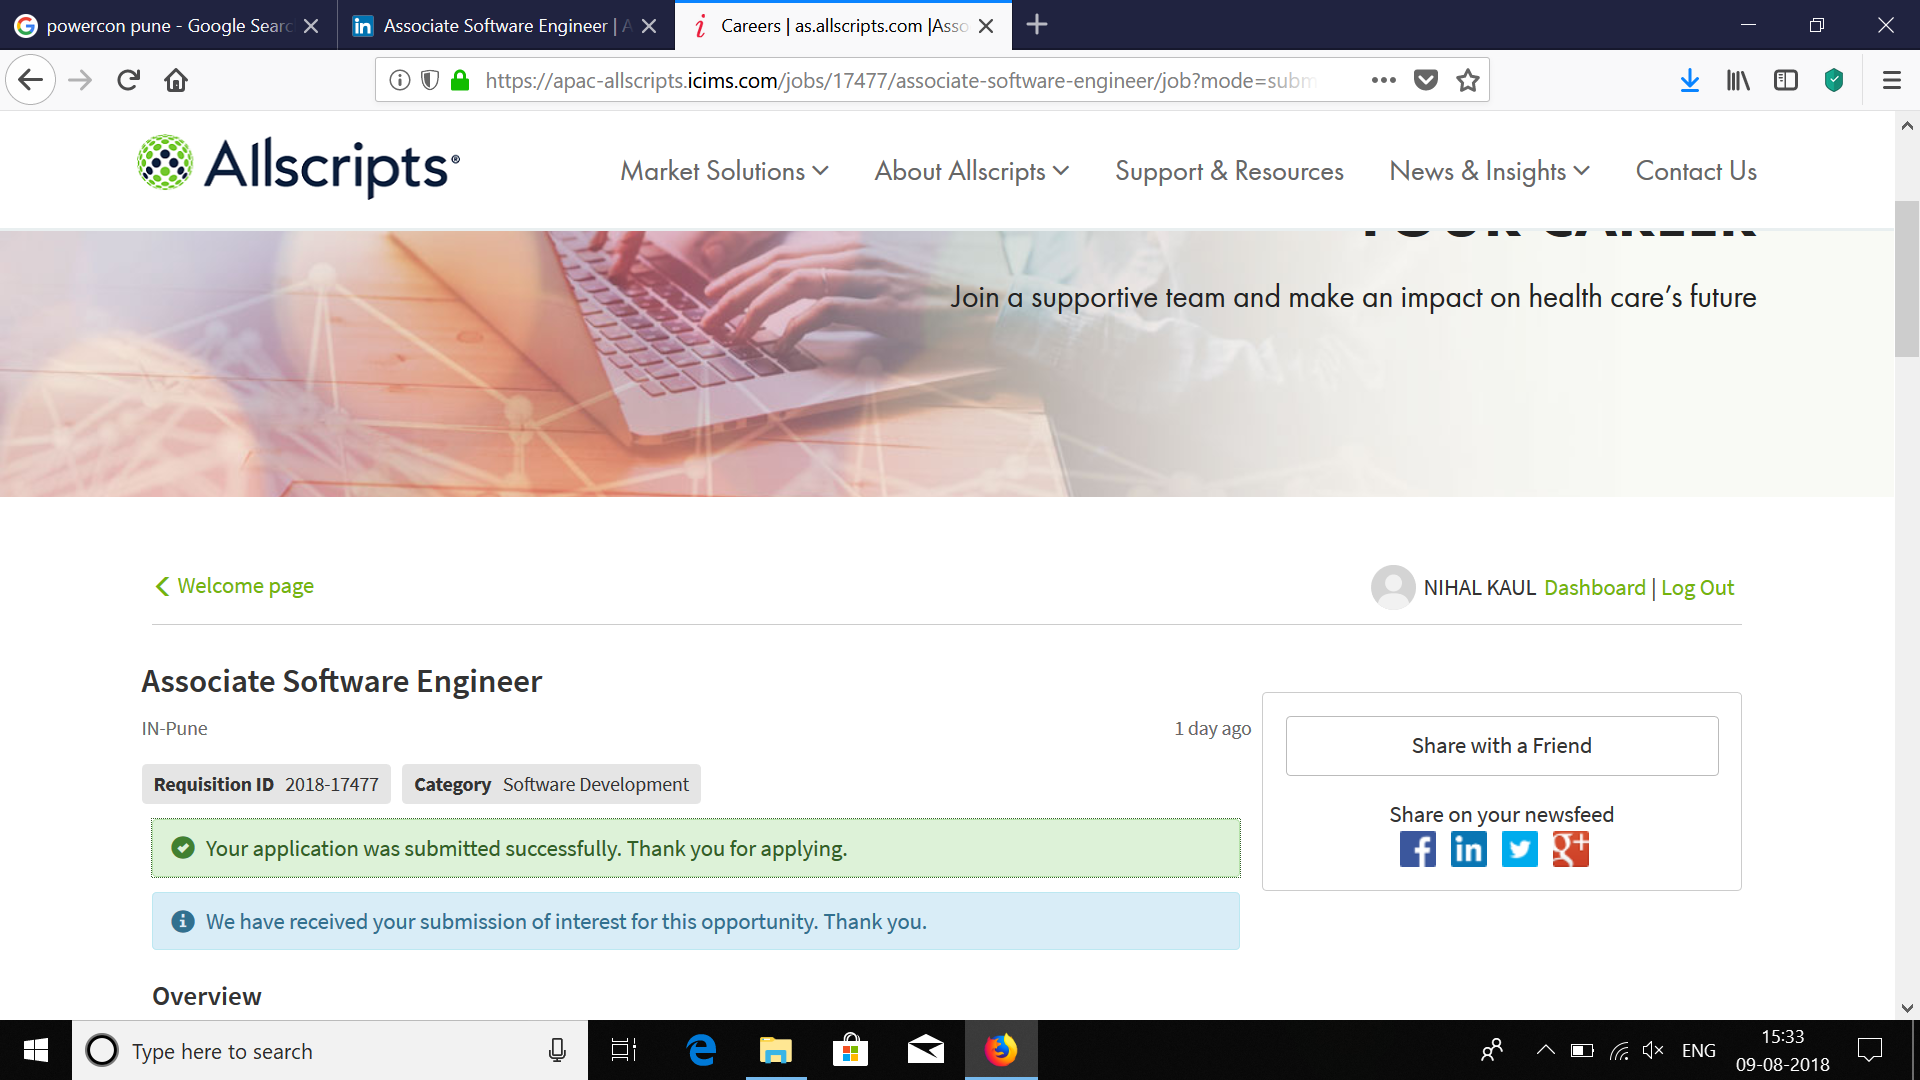 powercon pune - Google Searc
Associate Software Engineer | A
Careers | as.allscripts.com |Asso
https://apac-allscripts.icims.com/jobs/17477/associate-software-engineer/job?mode=subm
Allscripts®
Market Solutions
About Allscripts
Support & Resources
News & Insights
Contact Us
YOUR CAREER
Join a supportive team and make an impact on health care’s future
Welcome page
NIHAL KAUL Dashboard | Log Out
Associate Software Engineer
IN-Pune
1 day ago
Requisition ID 2018-17477
Category Software Development
Your application was submitted successfully. Thank you for applying.
We have received your submission of interest for this opportunity. Thank you.
Share with a Friend
Share on your newsfeed
Overview
Type here to search
ENG
15:33
09-08-2018